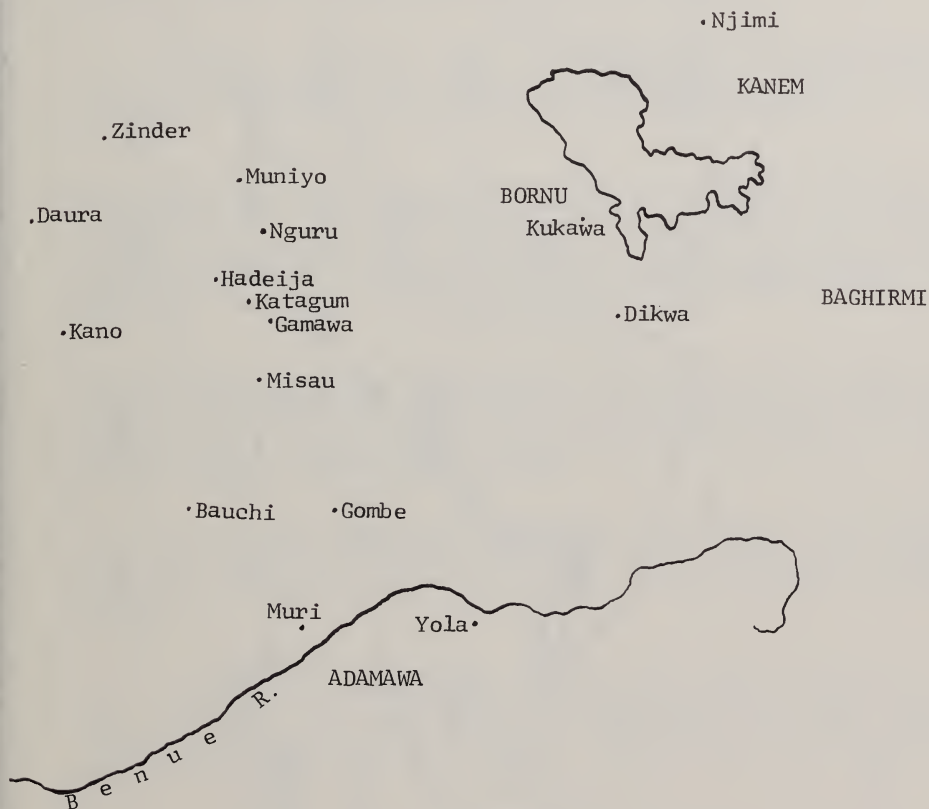 Njimi
KANEM
Zinder
Muniyo
BORNU
Daura
Kukawa
Nguru
Hadeija
BAGHIRMI
Katagum
Dikwa
Gamawa
Kano
Misau
Bauchi
Gombe
Muri
Yola
ADAMAWA
Benue R.